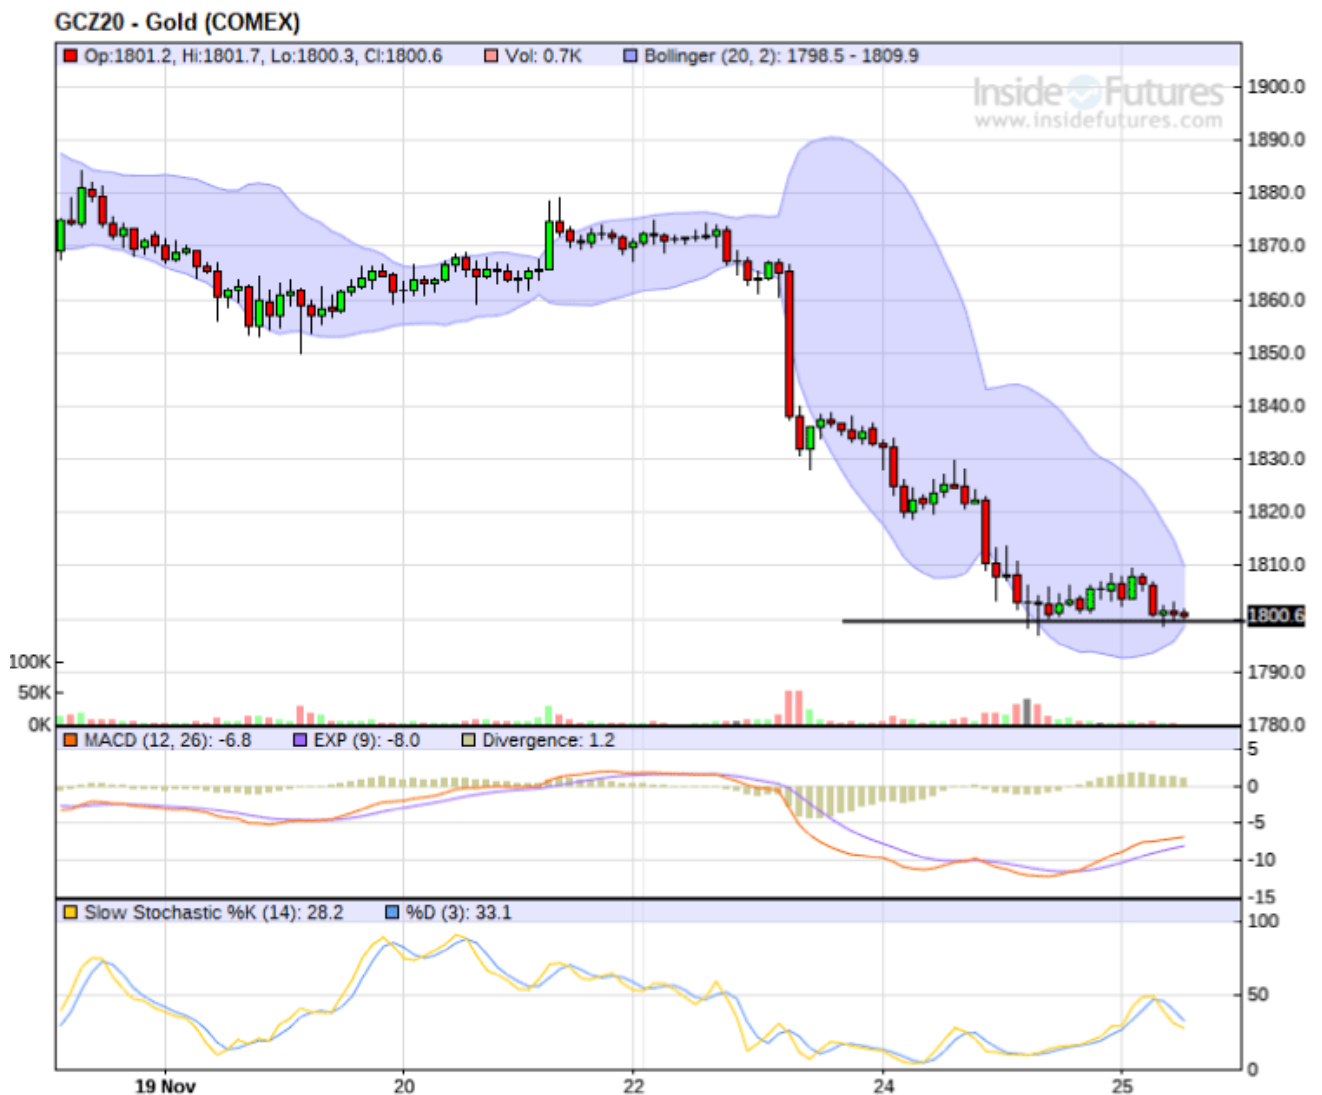 GCZ20 - Gold (COMEX)
Op:1801.2, Hi:1801.7, Lo:1800.3, Cl:1800.6 Vol: 0.7K Bollinger (20, 2): 1798.5 - 1809.9
Inside Futures
www.insidefutures.com
1900.0
1890.0
1880.0
1870.0
1860.0
1850.0
1840.0
1830.0
1820.0
1810.0
1800.6
1790.0
1780.0
100K
50K
0K
MACD (12, 26): -6.8 EXP (9): -8.0 Divergence: 1.2
5
0
-5
-10
-15
Slow Stochastic %K (14): 28.2 %D (3): 33.1
100
50
0
19 Nov 20 22 24 25